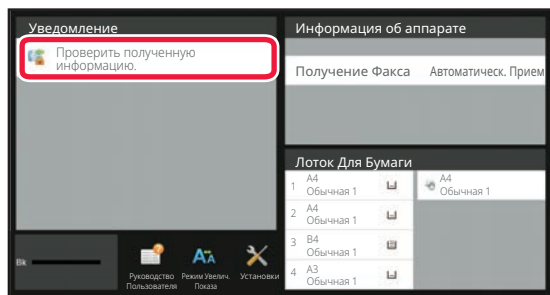 Уведомление
Проверить полученную
информацию.
Bk
Руководство
Пользователя
Режим Увелич.
Показа
Установки
Информация об аппарате
Получение Факса Автоматическ. Прием
Лоток Для Бумаги
1 A4
Обычная 1
2 A4
Обычная 1
3 B4
Обычная 1
4 A3
Обычная 1
A4
Обычная 1